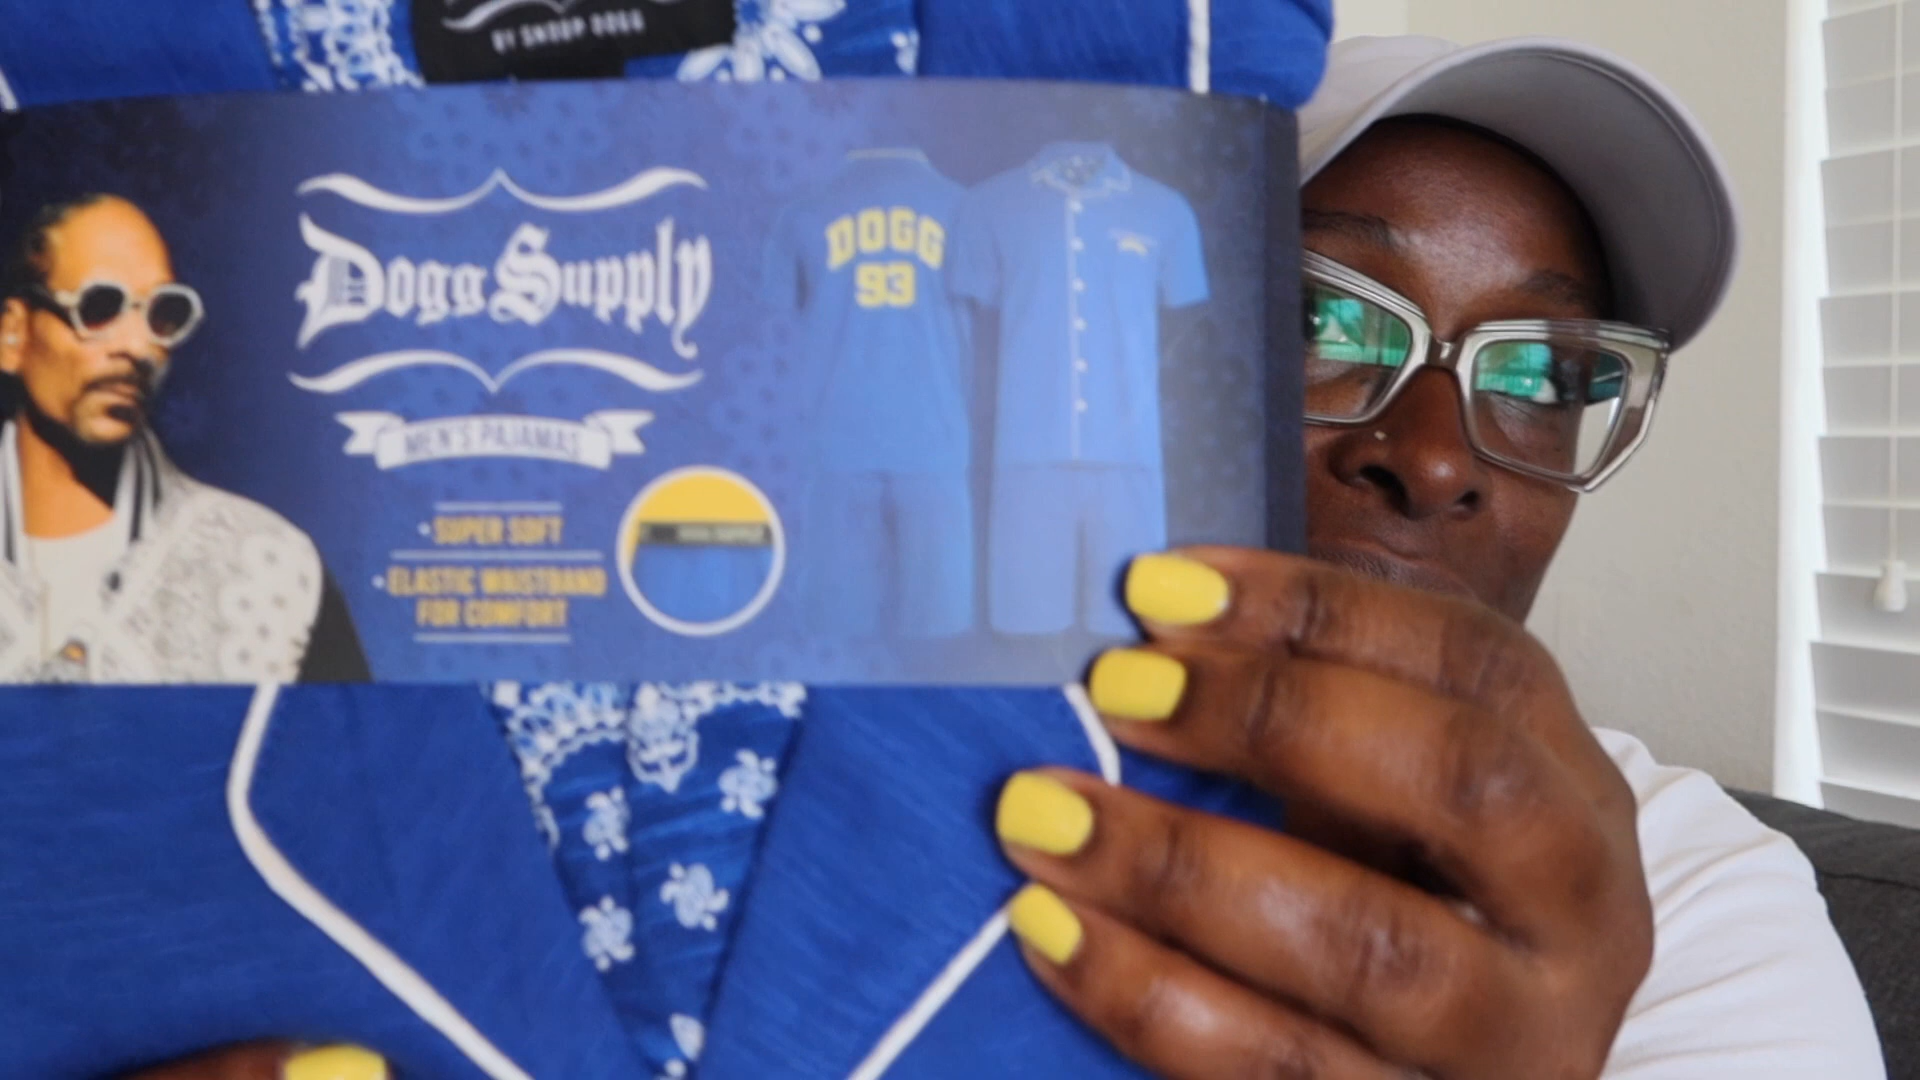 BY SNOOP DOGG
Dogg Supply
MEN'S PAJAMAS
• SUPER SOFT
• ELASTIC WAISTBAND
FOR COMFORT
DOGG
93